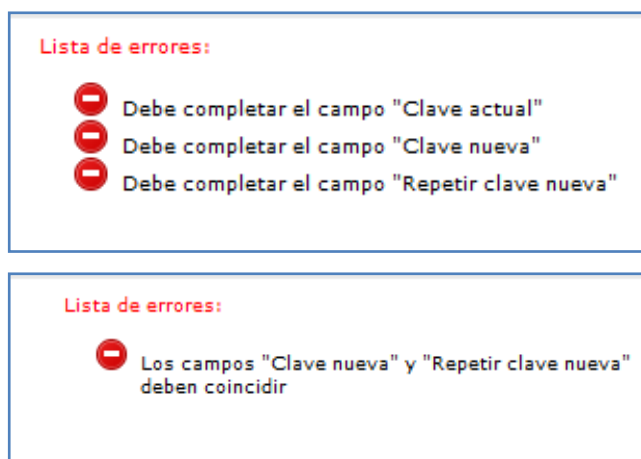 Lista de errores:
Debe completar el campo "Clave actual"
Debe completar el campo "Clave nueva"
Debe completar el campo "Repetir clave nueva"
Lista de errores:
Los campos "Clave nueva" y "Repetir clave nueva"
deben coincidir